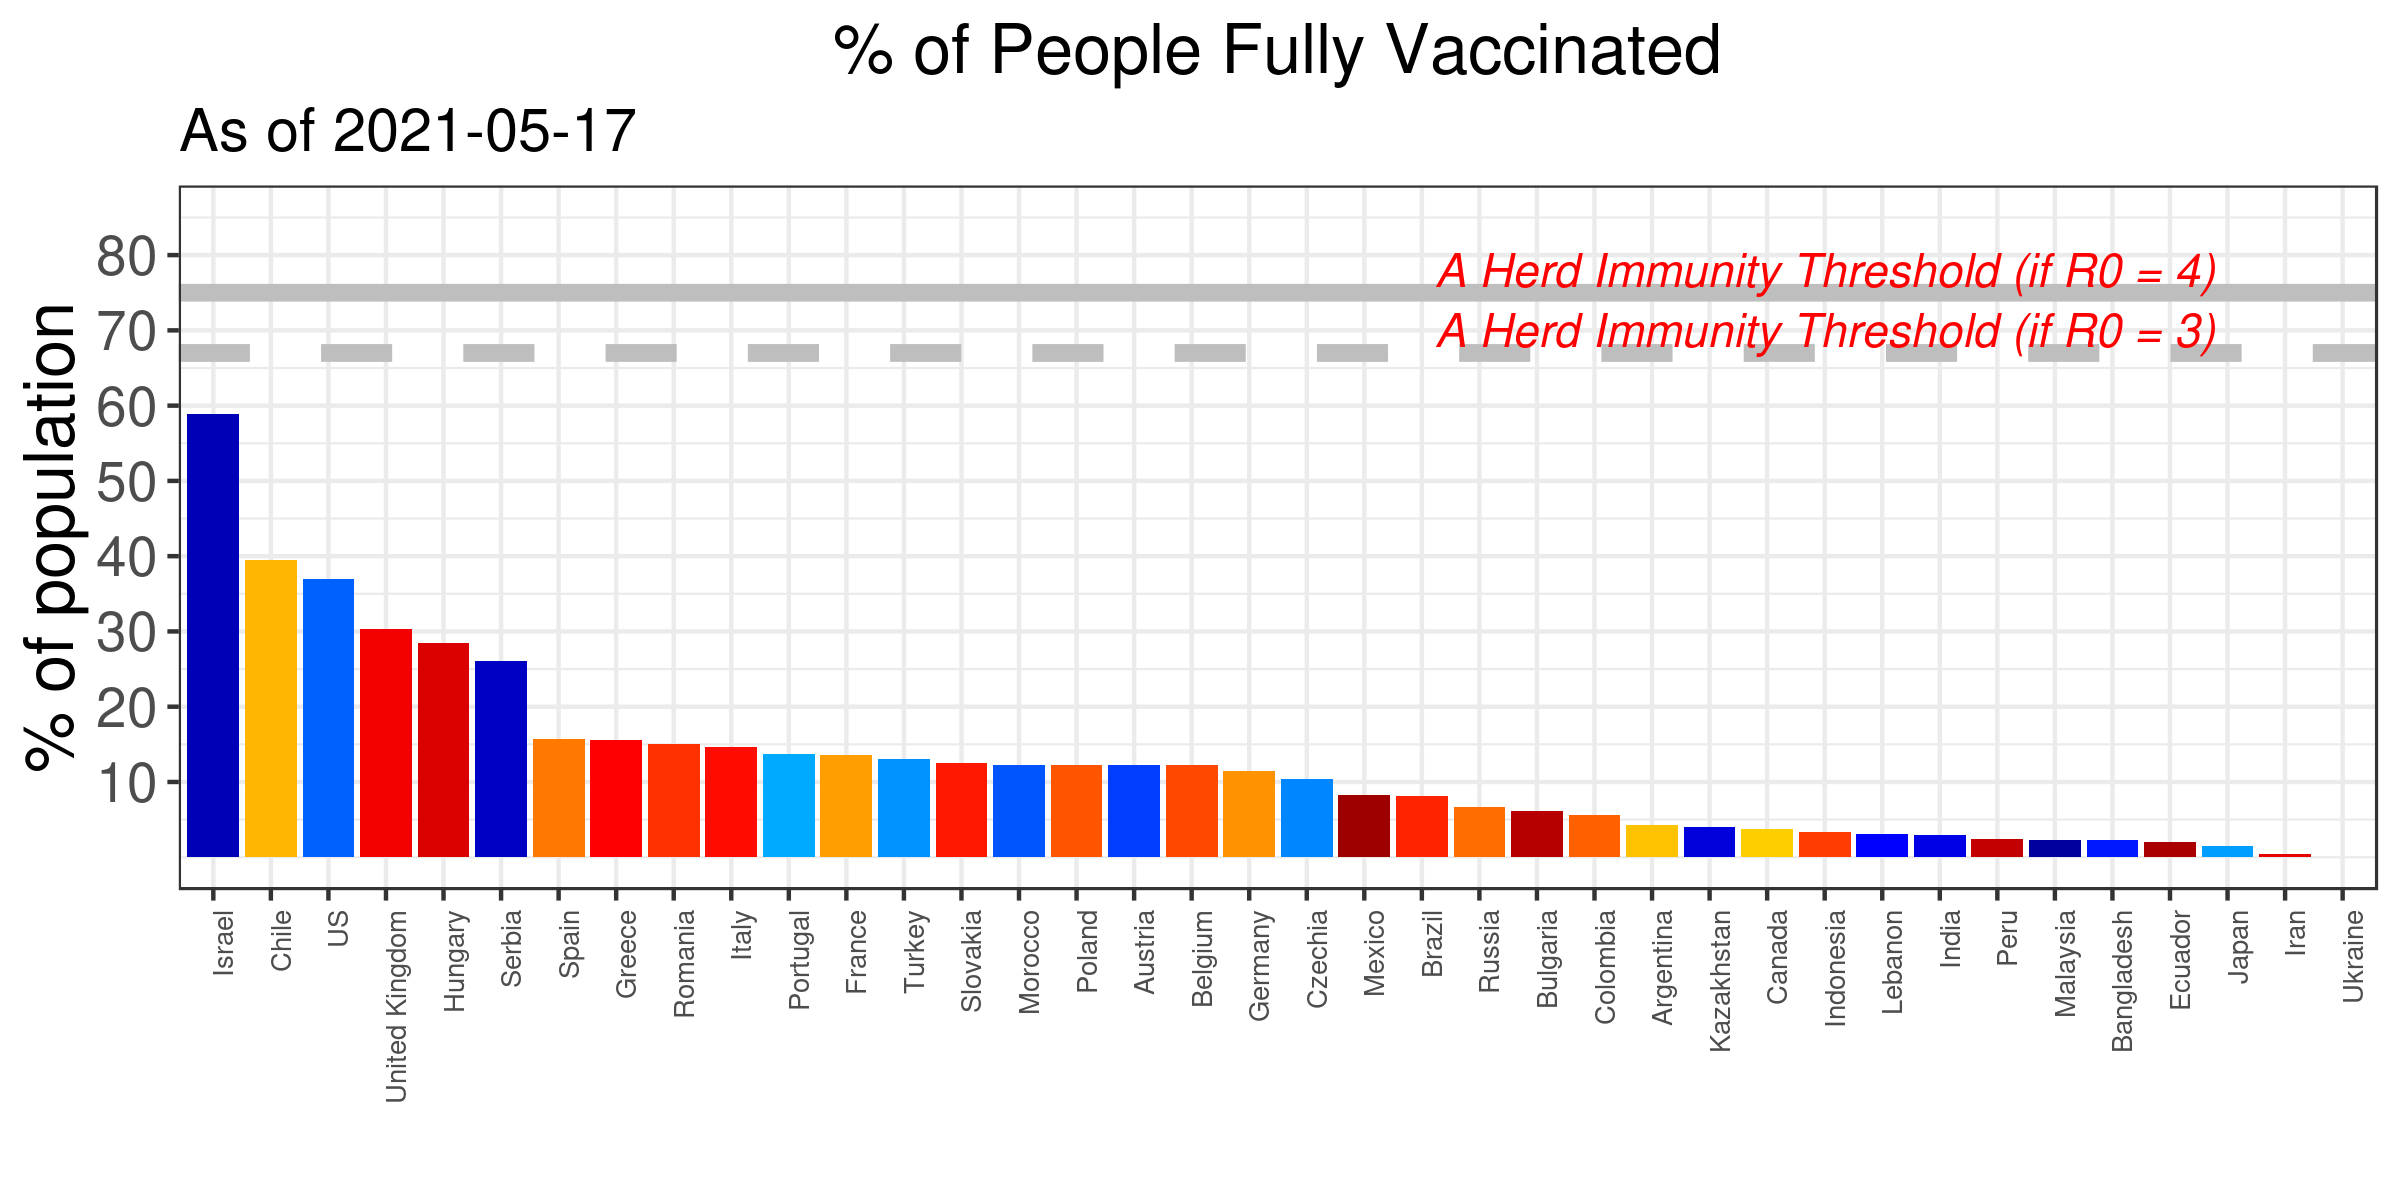 % of People Fully Vaccinated
As of 2021-05-17
% of population
80
70
60
50
40
30
20
10
A Herd Immunity Threshold (if R0 = 4)
A Herd Immunity Threshold (if R0 = 3)
Israel
Chile
US
United Kingdom
Hungary
Serbia
Spain
Greece
Romania
Italy
Portugal
France
Turkey
Slovakia
Morocco
Poland
Austria
Belgium
Germany
Czechia
Mexico
Brazil
Russia
Bulgaria
Colombia
Argentina
Kazakhstan
Canada
Indonesia
Lebanon
India
Peru
Malaysia
Bangladesh
Ecuador
Japan
Iran
Ukraine